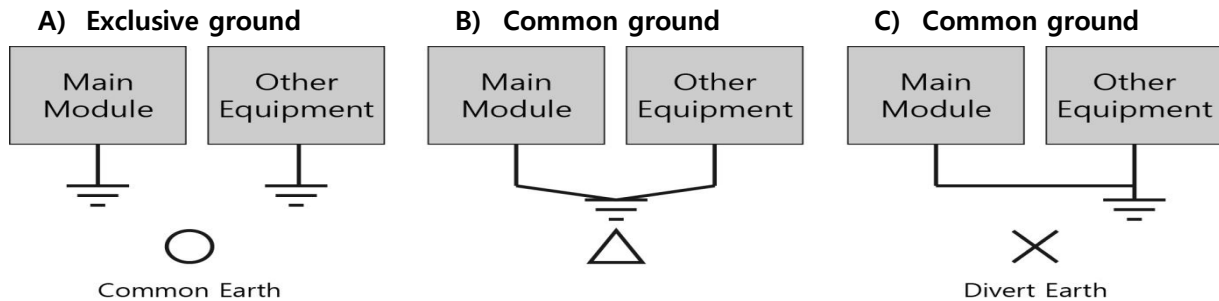 A) Exclusive ground
B) Common ground
C) Common ground
Main
Module
Other
Equipment
Main
Module
Other
Equipment
Main
Module
Other
Equipment
Common Earth
Divert Earth